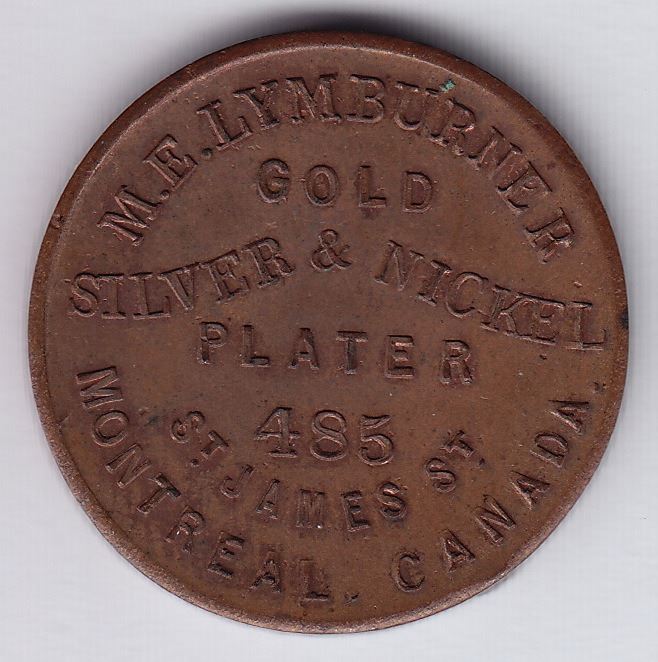 M.E.LYMBURNER
GOLD
SILVER & NICKEL
PLATER
485
ST JAMES ST.
MONTREAL. CANADA.